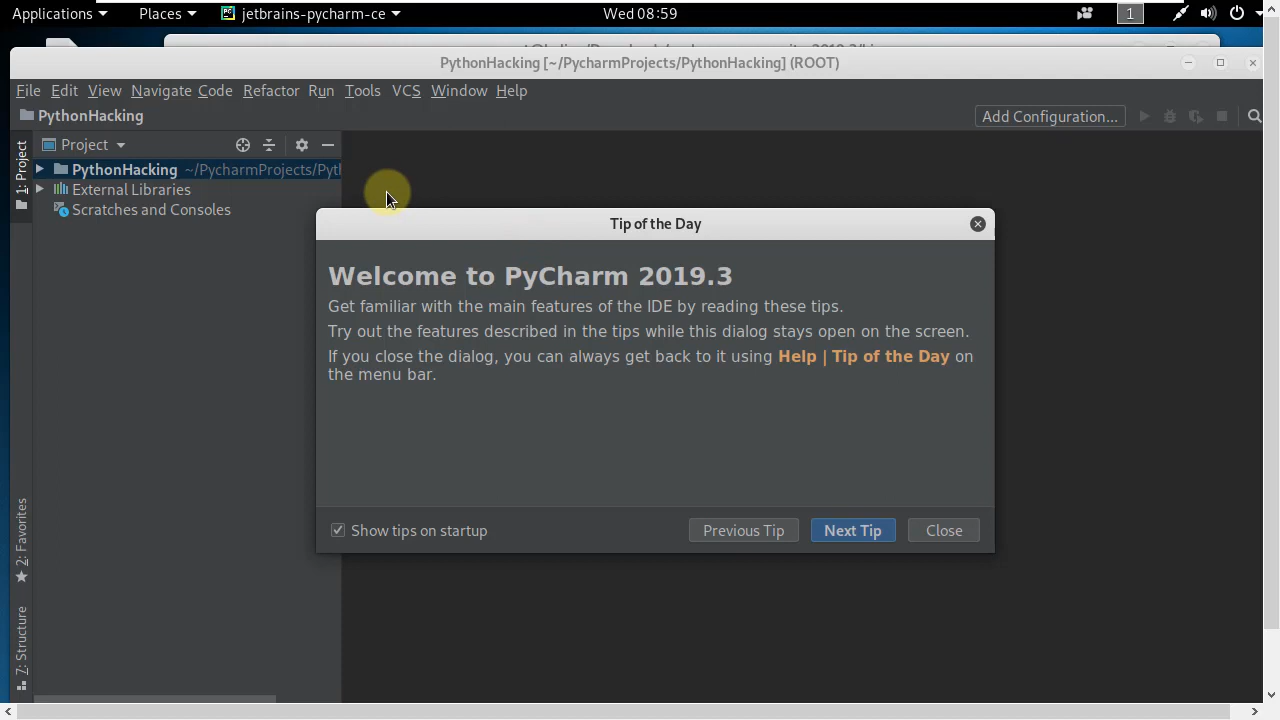 Applications Places jetbrains-pycharm-ce Wed 08:59 1
PythonHacking [~/PycharmProjects/PythonHacking] (ROOT)
File Edit View Navigate Code Refactor Run Tools VCS Window Help
PythonHacking Add Configuration...
1: Project
Project
PythonHacking ~/PycharmProjects/Pyt
External Libraries
Scratches and Consoles
Tip of the Day
Welcome to PyCharm 2019.3
Get familiar with the main features of the IDE by reading these tips.
Try out the features described in the tips while this dialog stays open on the screen.
If you close the dialog, you can always get back to it using Help | Tip of the Day on
the menu bar.
Show tips on startup Previous Tip Next Tip Close
2: Favorites
7: Structure